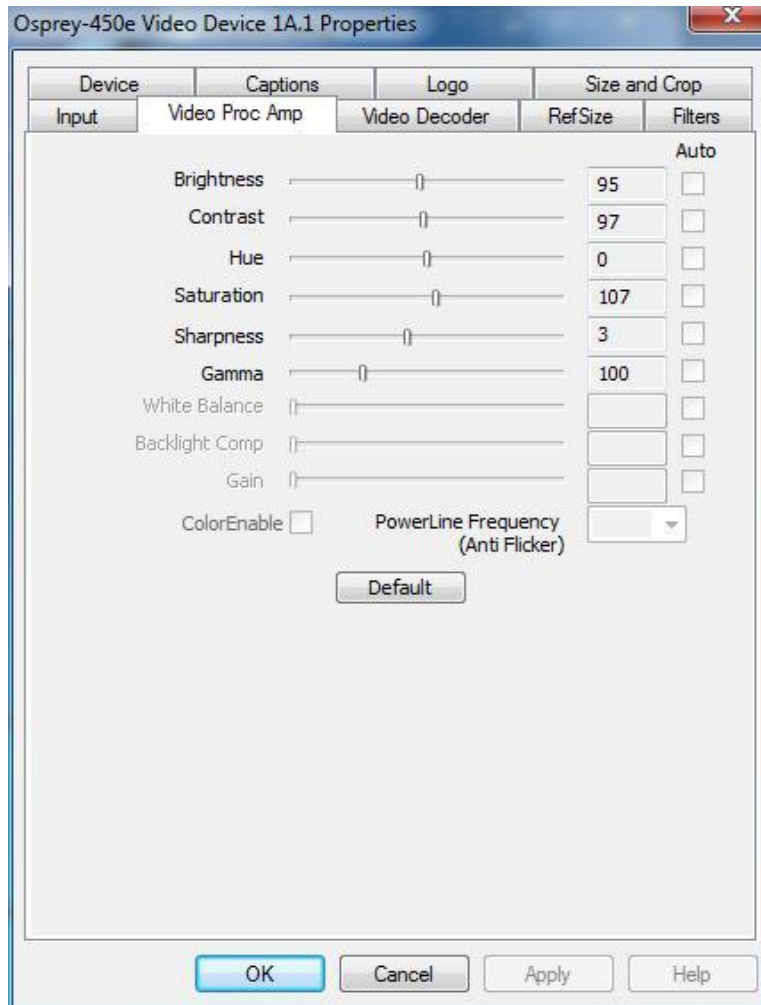 Osprey-450e Video Device 1A.1 Properties
Device Captions Logo Size and Crop
Input Video Proc Amp Video Decoder RefSize Filters
Auto
Brightness 95
Contrast 97
Hue 0
Saturation 107
Sharpness 3
Gamma 100
White Balance
Backlight Comp
Gain
ColorEnable PowerLine Frequency
(Anti Flicker)
Default
OK Cancel Apply Help